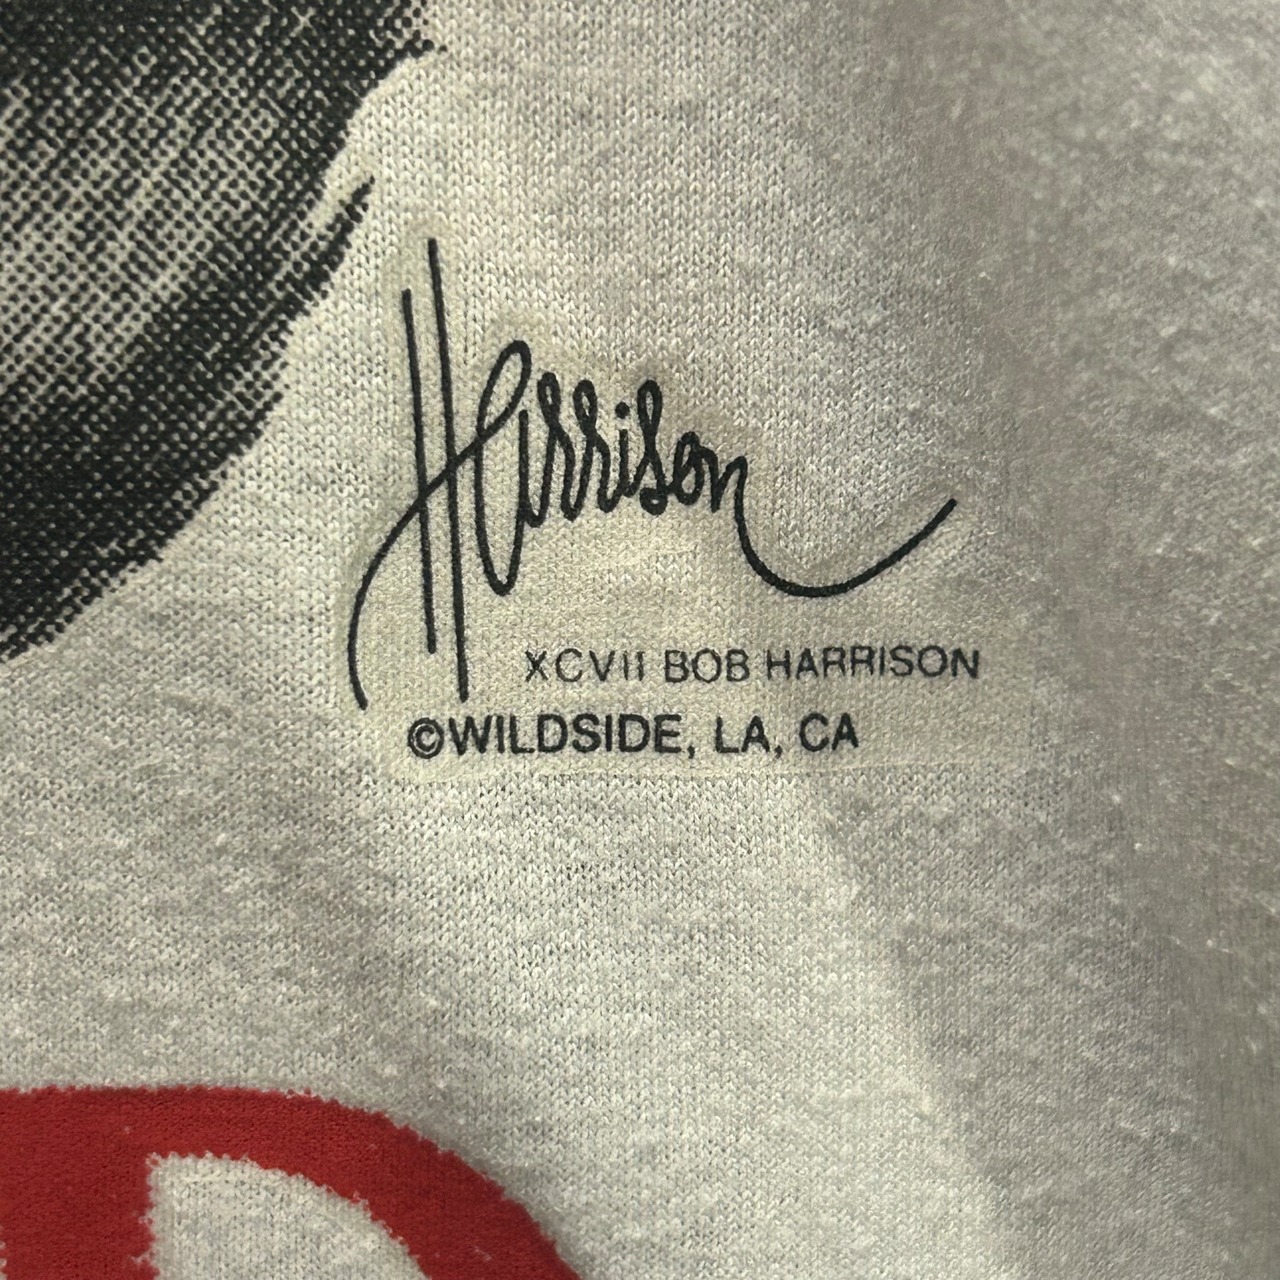 Harrison
XCVII BOB HARRISON
©WILDSIDE, LA, CA